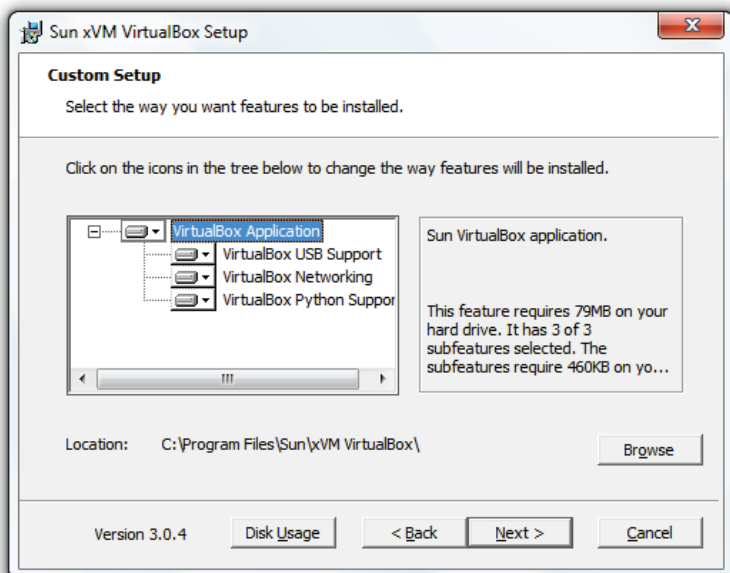 Sun xVM VirtualBox Setup
Custom Setup
Select the way you want features to be installed.
Click on the icons in the tree below to change the way features will be installed.
VirtualBox Application
VirtualBox USB Support
VirtualBox Networking
VirtualBox Python Suppor
Sun VirtualBox application.
This feature requires 79MB on your
hard drive. It has 3 of 3
subfeatures selected. The
subfeatures require 460KB on yo...
Location: C:\Program Files\Sun\xVM VirtualBox\
Browse
Version 3.0.4 Disk Usage < Back Next > Cancel